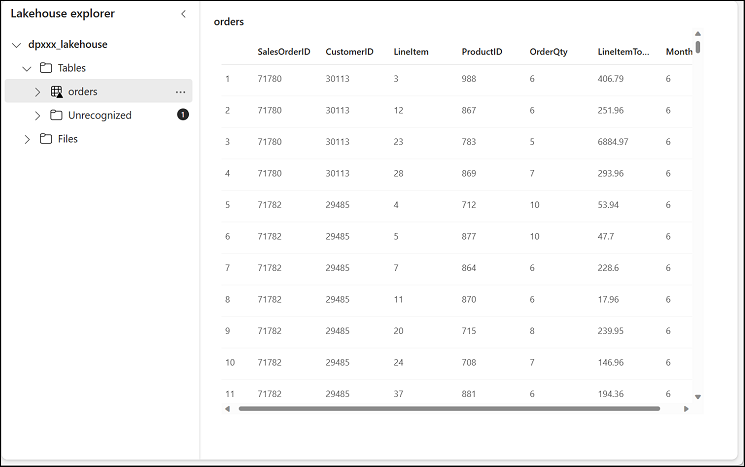 Lakehouse explorer
dpxxx_lakehouse
Tables
orders
Unrecognized 1
Files
orders
SalesOrderID CustomerID LineItem ProductID OrderQty LineItemTo... Month
1 71780 30113 3 988 6 406.79 6
2 71780 30113 12 867 6 251.96 6
3 71780 30113 23 783 5 6884.97 6
4 71780 30113 28 869 7 293.96 6
5 71782 29485 4 712 10 53.94 6
6 71782 29485 5 877 10 47.7 6
7 71782 29485 7 864 6 228.6 6
8 71782 29485 11 870 6 17.96 6
9 71782 29485 20 715 8 239.95 6
10 71782 29485 24 708 7 146.96 6
11 71782 29485 37 881 6 194.36 6